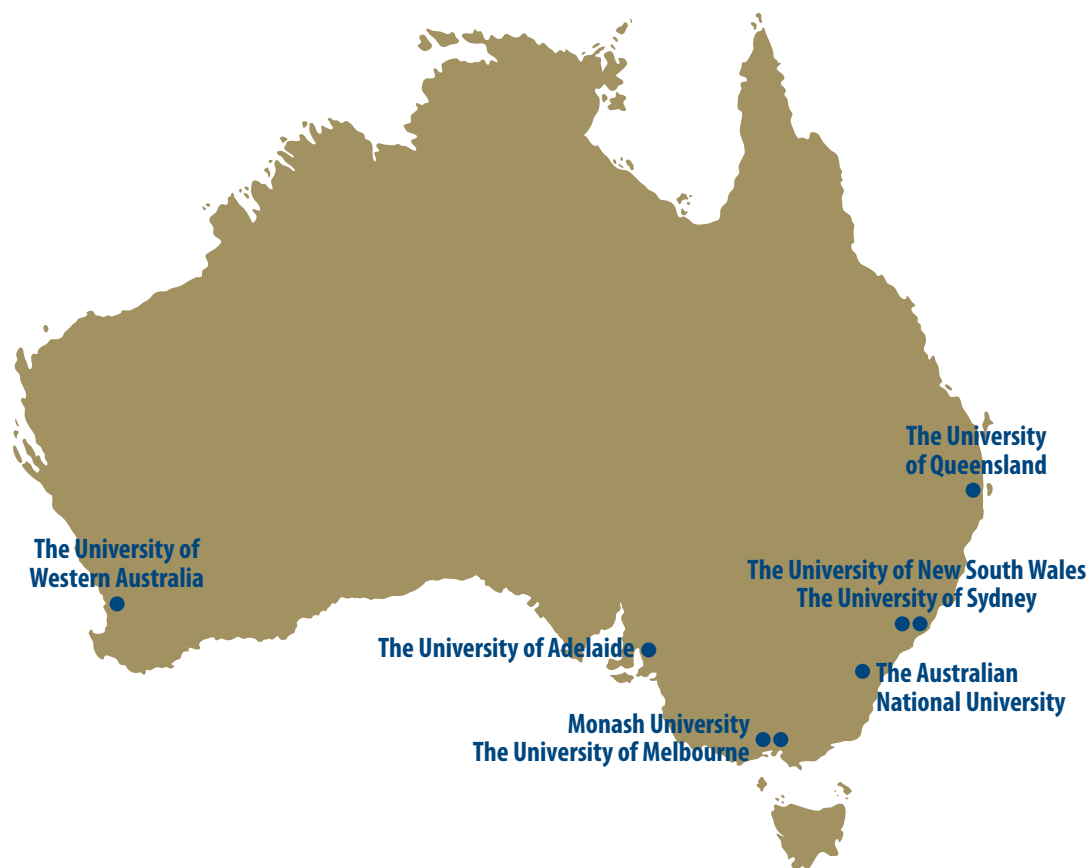 The University
of Queensland
The University of
Western Australia
The University of New South Wales
The University of Sydney
The University of Adelaide
The Australian
National University
Monash University
The University of Melbourne